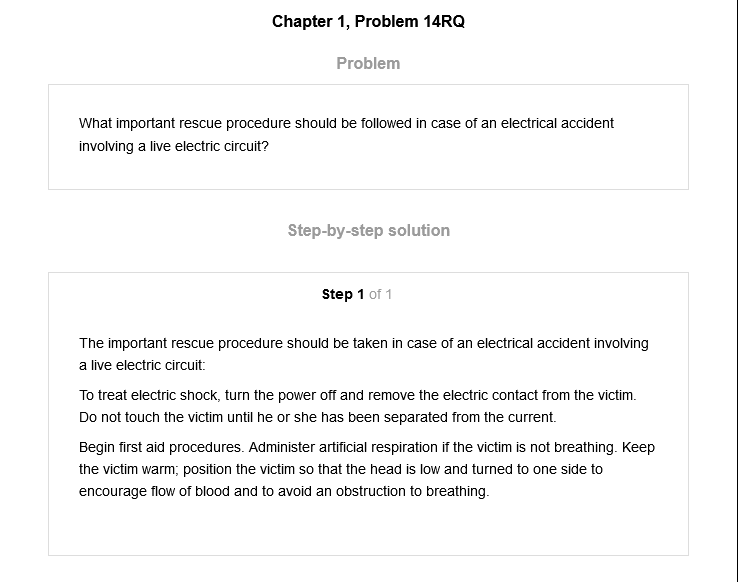 Chapter 1, Problem 14RQ
Problem
What important rescue procedure should be followed in case of an electrical accident
involving a live electric circuit?
Step-by-step solution
Step 1 of 1
The important rescue procedure should be taken in case of an electrical accident involving
a live electric circuit:
To treat electric shock, turn the power off and remove the electric contact from the victim.
Do not touch the victim until he or she has been separated from the current.
Begin first aid procedures. Administer artificial respiration if the victim is not breathing. Keep
the victim warm; position the victim so that the head is low and turned to one side to
encourage flow of blood and to avoid an obstruction to breathing.